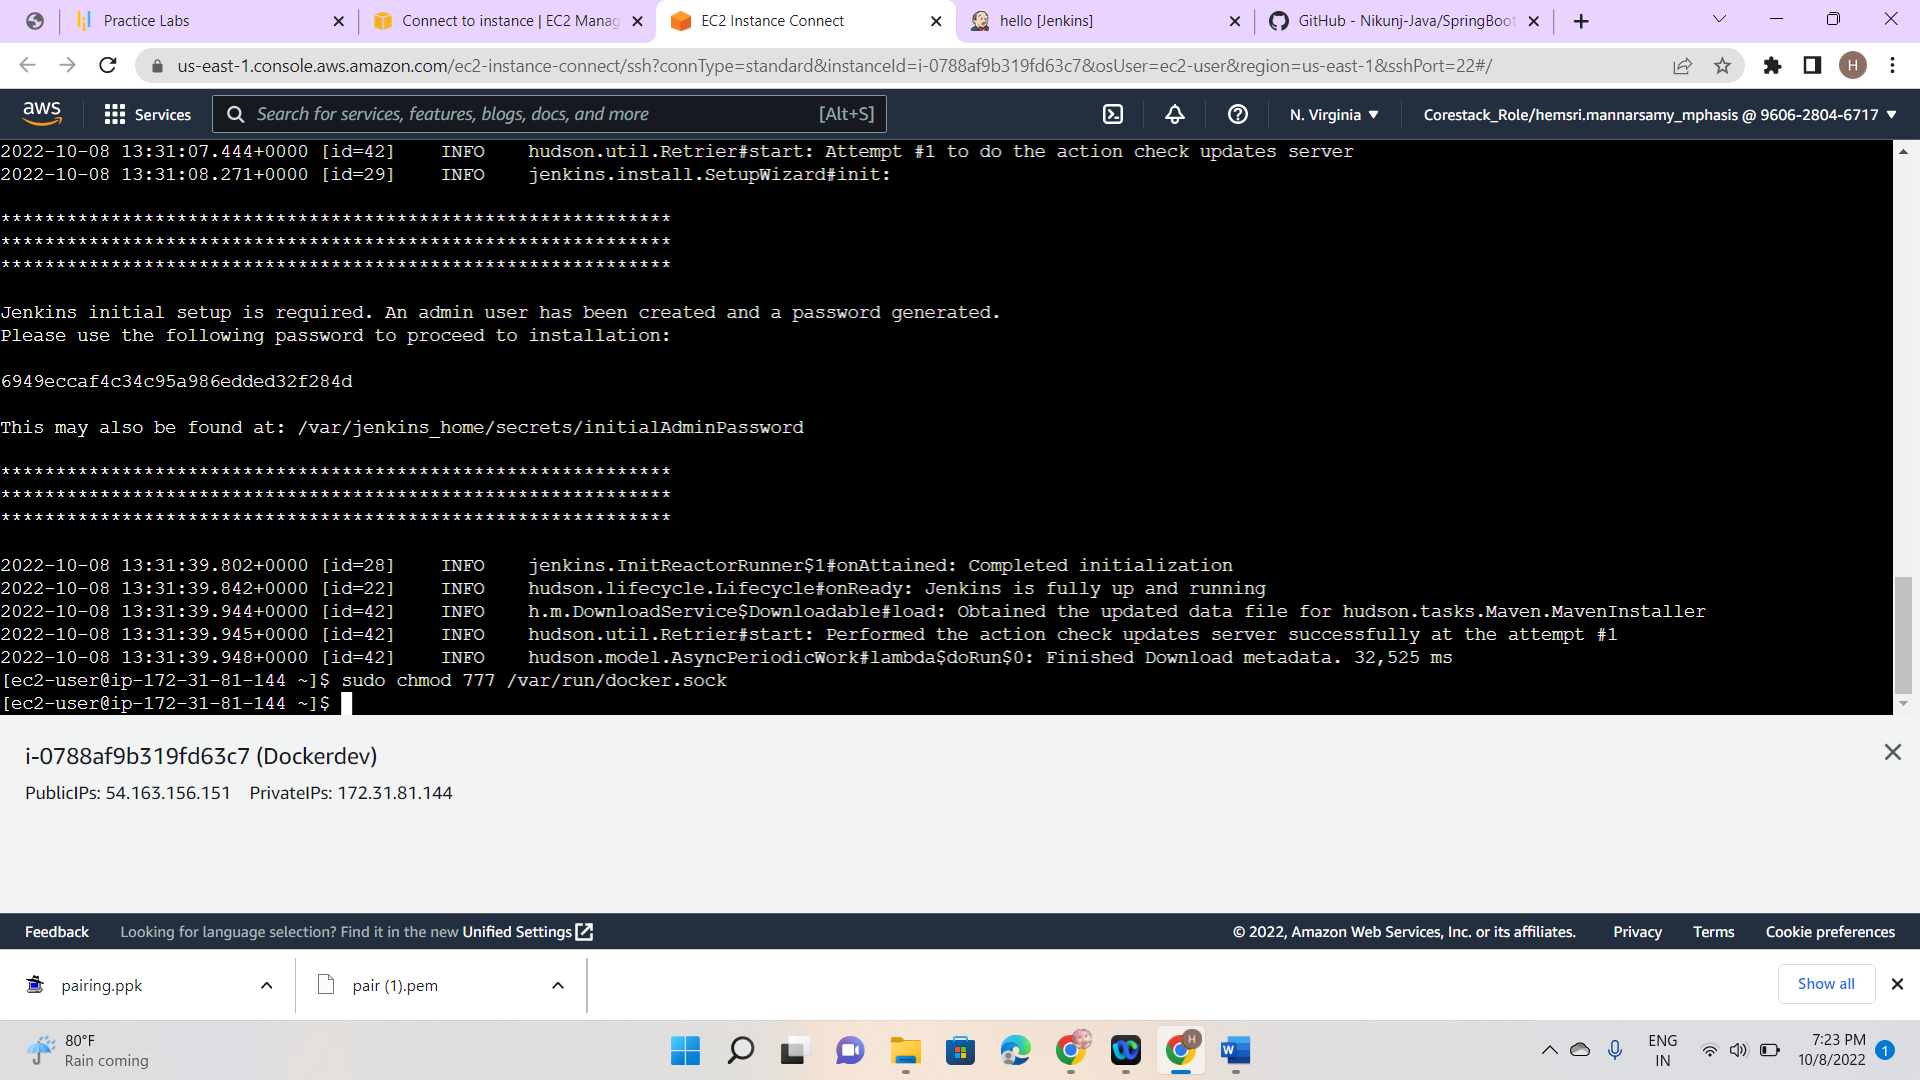 Practice Labs
Connect to instance | EC2 Manag
EC2 Instance Connect
hello [Jenkins]
GitHub - Nikunj-Java/SpringBoot
us-east-1.console.aws.amazon.com/ec2-instance-connect/ssh?connType=standard&instanceId=i-0788af9b319fd63c7&osUser=ec2-user&region=us-east-1&sshPort=22#/
H
aws
Services
Search for services, features, blogs, docs, and more
[Alt+S]
N. Virginia
Corestack_Role/hemsri.mannarsamy_mphasis @ 9606-2804-6717
2022-10-08 13:31:07.444+0000 [id=42] INFO hudson.util.Retrier#start: Attempt #1 to do the action check updates server
2022-10-08 13:31:08.271+0000 [id=29] INFO jenkins.install.SetupWizard#init:
*************************************************************
*************************************************************
*************************************************************
Jenkins initial setup is required. An admin user has been created and a password generated.
Please use the following password to proceed to installation:
6949eccaf4c34c95a986edded32f284d
This may also be found at: /var/jenkins_home/secrets/initialAdminPassword
*************************************************************
*************************************************************
*************************************************************
2022-10-08 13:31:39.802+0000 [id=28] INFO jenkins.InitReactorRunner$1#onAttained: Completed initialization
2022-10-08 13:31:39.842+0000 [id=22] INFO hudson.lifecycle.Lifecycle#onReady: Jenkins is fully up and running
2022-10-08 13:31:39.944+0000 [id=42] INFO h.m.DownloadService$Downloadable#load: Obtained the updated data file for hudson.tasks.Maven.MavenInstaller
2022-10-08 13:31:39.945+0000 [id=42] INFO hudson.util.Retrier#start: Performed the action check updates server successfully at the attempt #1
2022-10-08 13:31:39.948+0000 [id=42] INFO hudson.model.AsyncPeriodicWork#lambda$doRun$0: Finished Download metadata. 32,525 ms
[ec2-user@ip-172-31-81-144 ~]$ sudo chmod 777 /var/run/docker.sock
[ec2-user@ip-172-31-81-144 ~]$
i-0788af9b319fd63c7 (Dockerdev)
PublicIPs: 54.163.156.151 PrivateIPs: 172.31.81.144
Feedback
Looking for language selection? Find it in the new Unified Settings
© 2022, Amazon Web Services, Inc. or its affiliates.
Privacy
Terms
Cookie preferences
pairing.ppk
pair (1).pem
Show all
80°F
Rain coming
H
W
ENG
IN
7:23 PM
10/8/2022
1